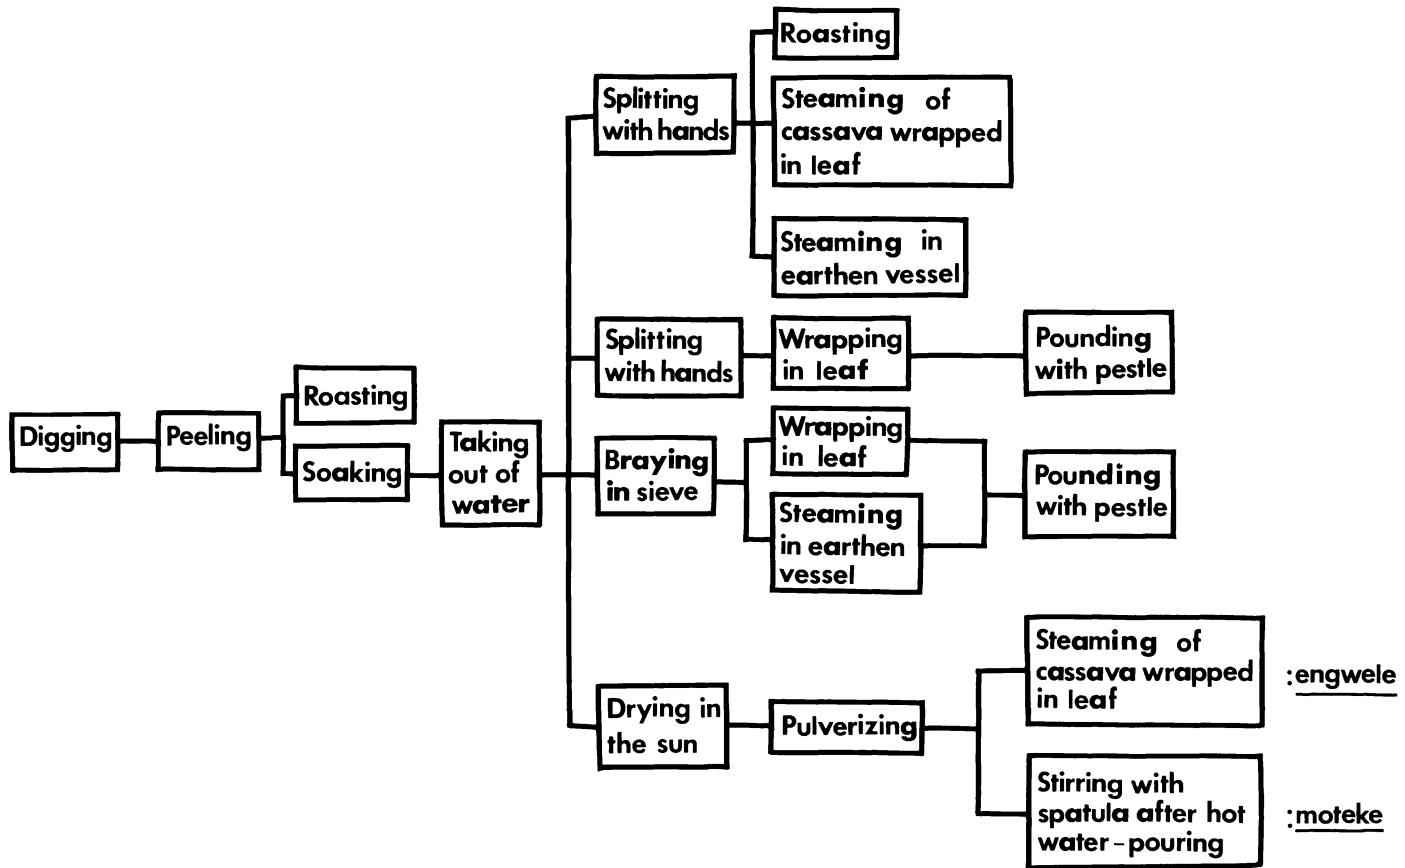 Digging
Peeling
Roasting
Soaking
Taking
out of
water
Splitting
with hands
Roasting
Steaming of
cassava wrapped
in leaf
Steaming in
earthen vessel
Splitting
with hands
Wrapping
in leaf
Pounding
with pestle
Braying
in sieve
Wrapping
in leaf
Steaming
in earthen
vessel
Pounding
with pestle
Drying in
the sun
Pulverizing
Steaming of
cassava wrapped
in leaf
:engwele
Stirring with
spatula after hot
water-pouring
:moteke